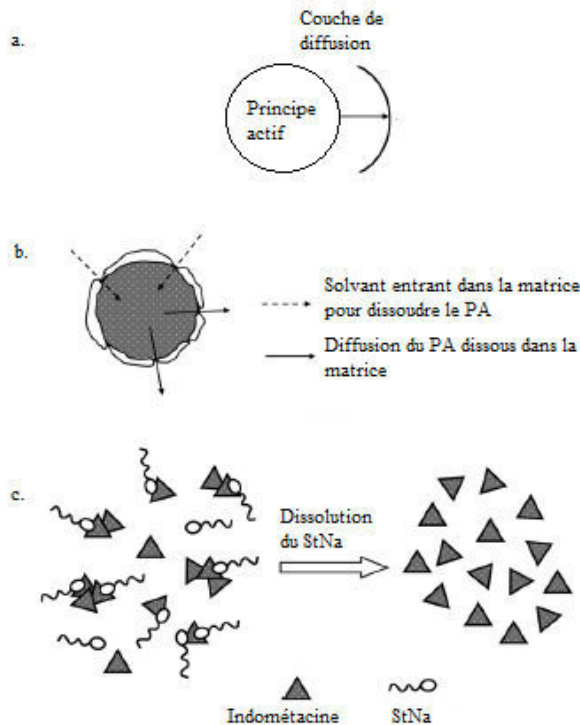 a.
Couche de
diffusion
Principe
actif
b.
Solvant entrant dans la matrice
pour dissoudre le PA
Diffusion du PA dissous dans la
matrice
c.
Dissolution
du StNa
Indométacine
StNa